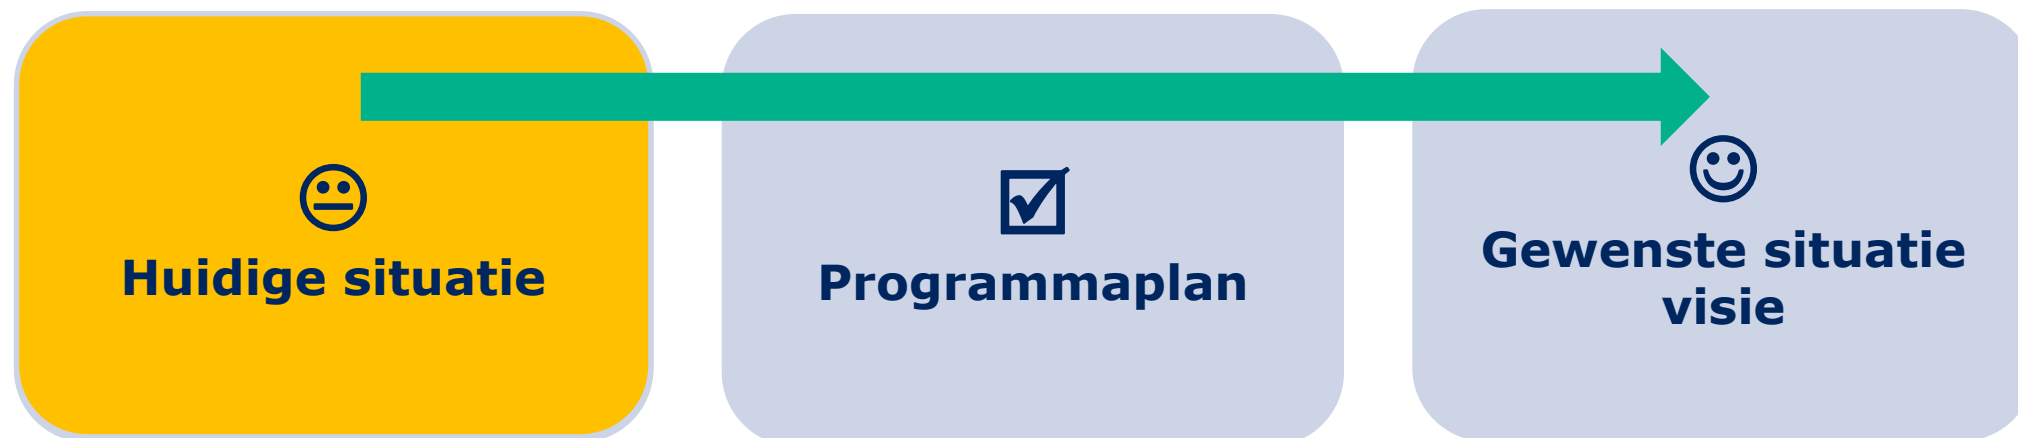 Huidige situatie
Programmaplan
Gewenste situatie
visie